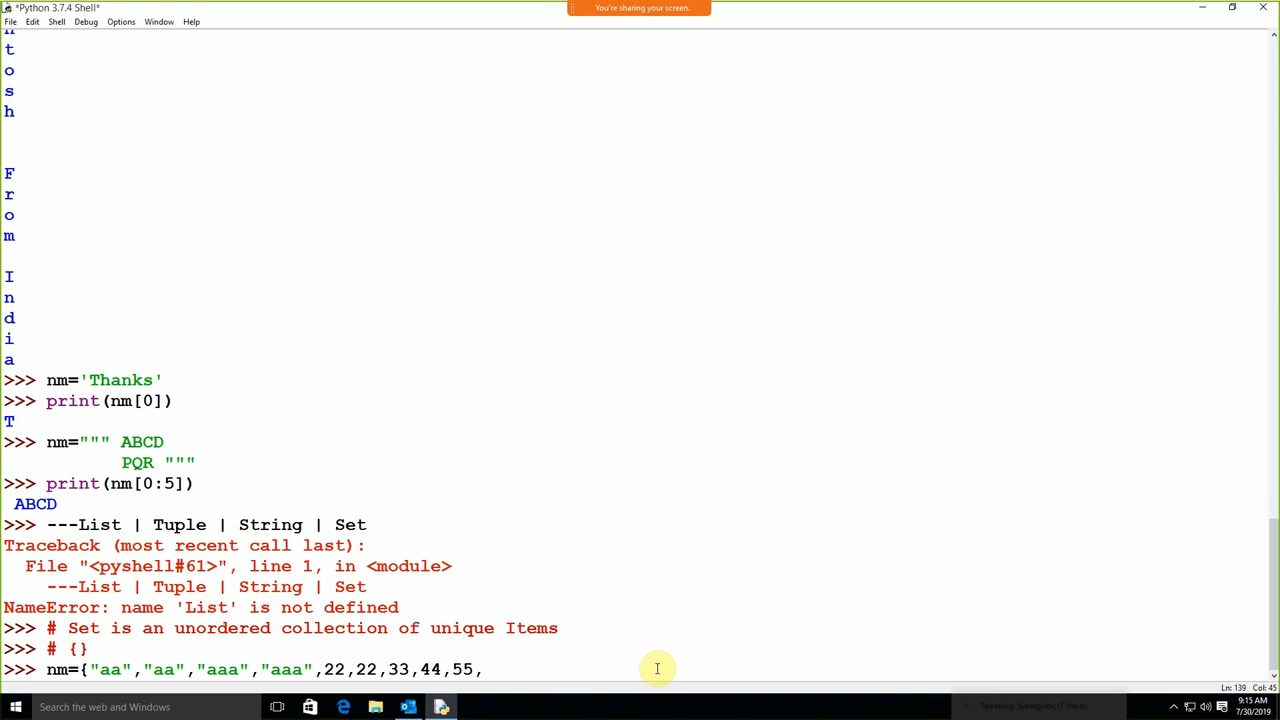 *Python 3.7.4 Shell*
You're sharing your screen.
File Edit Shell Debug Options Window Help
t
o
s
h
F
r
o
m
I
n
d
i
a
>>> nm='Thanks'
>>> print(nm[0])
T
>>> nm=""" ABCD
PQR """
>>> print(nm[0:5])
ABCD
>>> ---List | Tuple | String | Set
Traceback (most recent call last):
File "<pyshell#61>", line 1, in <module>
---List | Tuple | String | Set
NameError: name 'List' is not defined
>>> # Set is an unordered collection of unique Items
>>> # {}
>>> nm={"aa","aa","aaa","aaa",22,22,33,44,55,
Ln: 139 Col: 45
Search the web and Windows
9:15 AM
7/30/2019